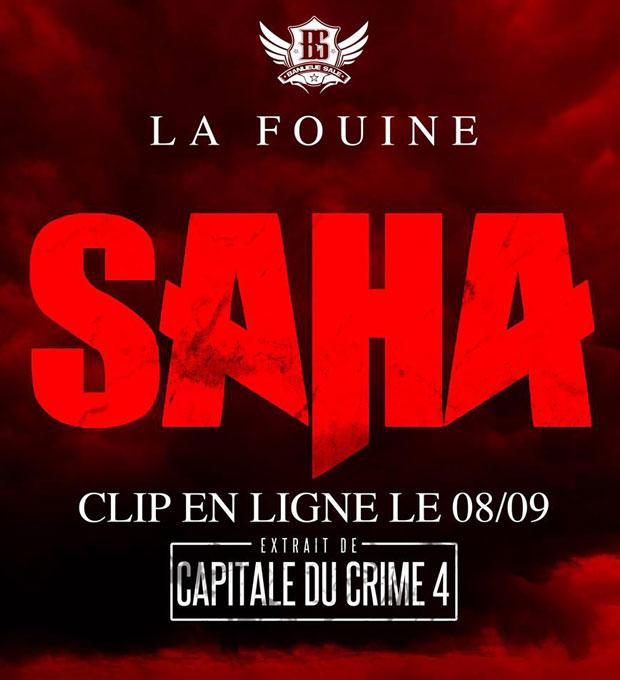 BS
BANLIEUE SALE
LA FOUINE
SAHA
CLIP EN LIGNE LE 08/09
EXTRAIT DE
CAPITALE DU CRIME 4